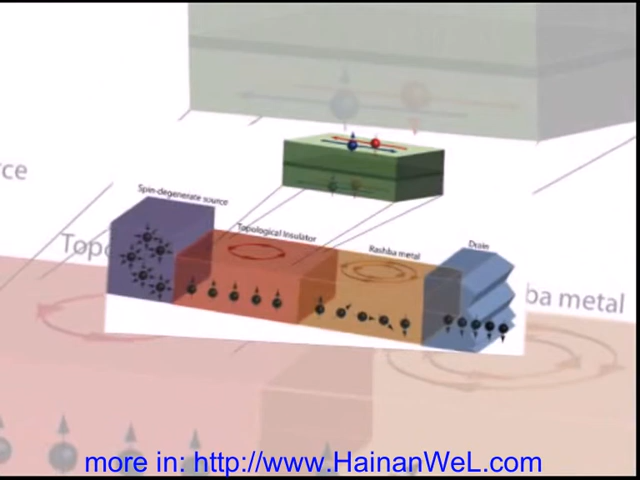 rce
Spin-degenerate source
Topological Insulator
Topo
Rashba metal
Drain
ba metal
more in: http://www.HainanWeL.com